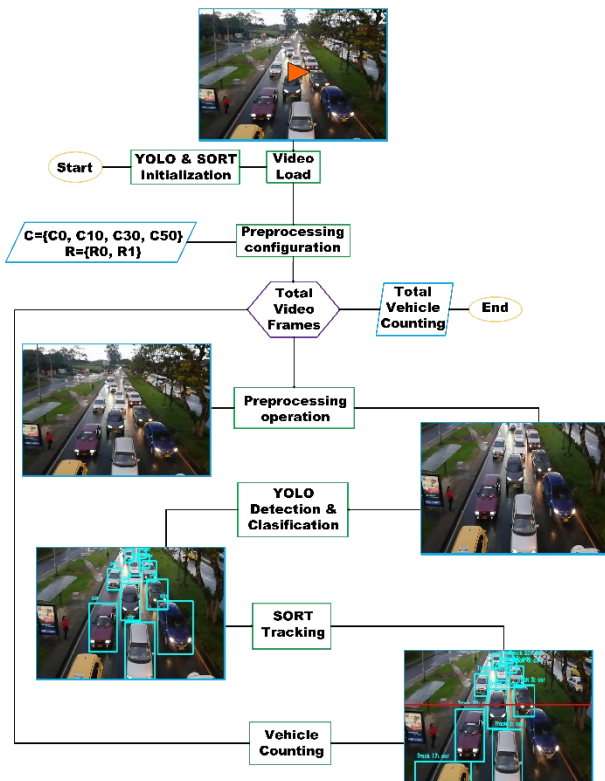 Start
YOLO & SORT
Initialization
Video
Load
C={C0, C10, C30, C50}
R={R0, R1}
Preprocessing
configuration
Total
Video
Frames
Total
Vehicle
Counting
End
Preprocessing
operation
YOLO
Detection &
Clasification
SORT
Tracking
Vehicle
Counting